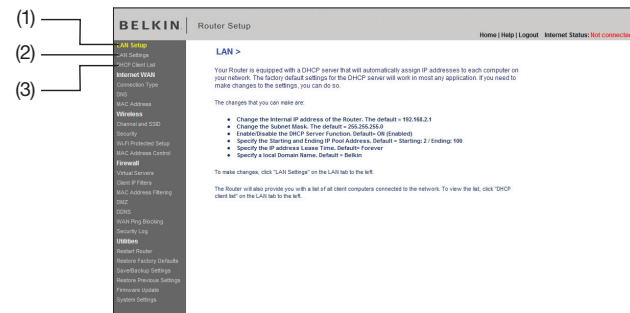 (1)
(2)
(3)
BELKIN. Router Setup
Home | Help | Logout Internet Status: Not connected
LAN Setup
LAN Settings
DHCP Client List
Internet WAN
Connection Type
DNS
MAC Address
Wireless
Channel and SSID
Security
Wi-Fi Protected Setup
MAC Address Control
Firewall
Virtual Servers
Client IP Filters
MAC Address Filtering
DMZ
DDNS
WAN Ping Blocking
Security Log
Utilities
Restart Router
Restore Factory Defaults
Save/Backup Settings
Restore Previous Settings
Firmware Update
System Settings
LAN >
Your Router is equipped with a DHCP server that will automatically assign IP addresses to each computer on
your network. The factory default settings for the DHCP server will work in most any application. If you need to
make changes to the settings, you can do so.
The changes that you can make are:
• Change the Internal IP address of the Router. The default = 192.168.2.1
• Change the Subnet Mask. The default = 255.255.255.0
• Enable/Disable the DHCP Server Function. Default= ON (Enabled)
• Specify the Starting and Ending IP Pool Address. Default = Starting: 2 / Ending: 100
• Specify the IP address Lease Time. Default= Forever
• Specify a local Domain Name. Default = Belkin
To make changes, click "LAN Settings" on the LAN tab to the left.
The Router will also provide you with a list of all client computers connected to the network. To view the list, click "DHCP
client list" on the LAN tab to the left.